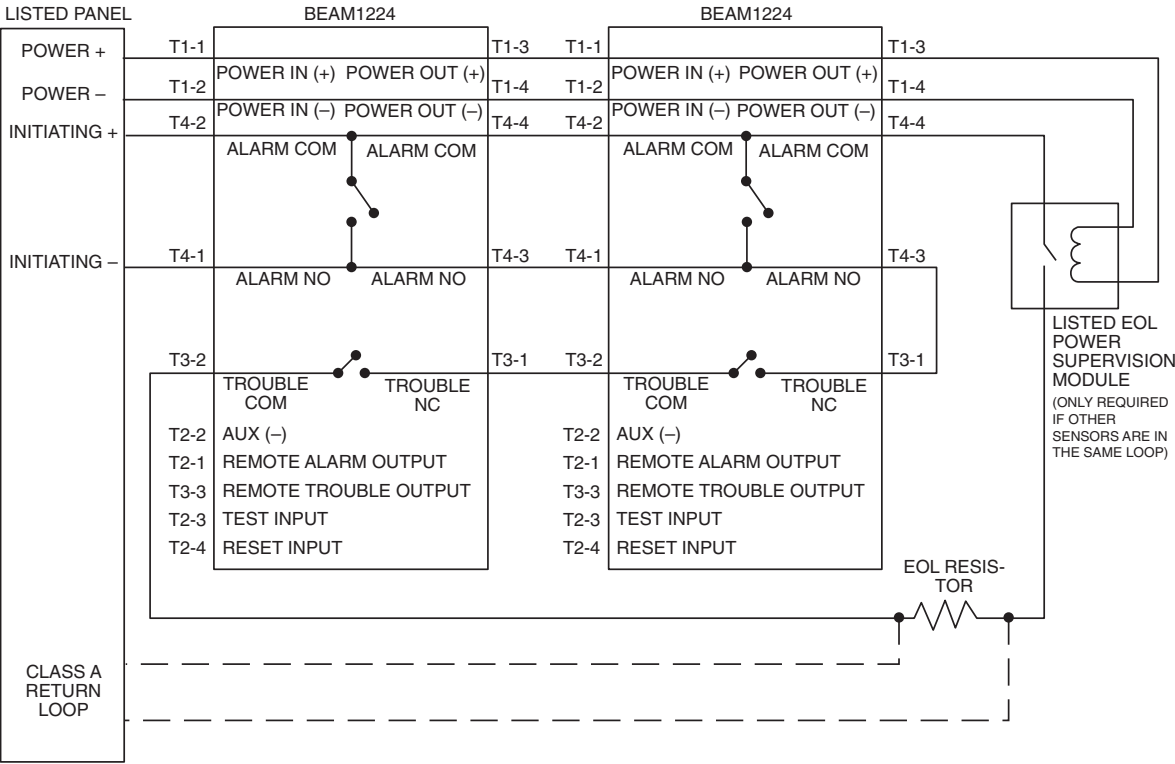 LISTED PANEL
BEAM1224
BEAM1224
POWER +
T1-1
T1-3
T1-1
T1-3
POWER IN (+) POWER OUT (+)
POWER IN (+) POWER OUT (+)
POWER –
T1-2
T1-4
T1-2
T1-4
POWER IN (–) POWER OUT (–)
POWER IN (–) POWER OUT (–)
INITIATING +
T4-2
T4-4
T4-2
T4-4
ALARM COM ALARM COM
ALARM COM ALARM COM
INITIATING –
T4-1
T4-3
T4-1
T4-3
ALARM NO ALARM NO
ALARM NO ALARM NO
LISTED EOL
POWER
SUPERVISION
MODULE
(ONLY REQUIRED
IF OTHER
SENSORS ARE IN
THE SAME LOOP)
T3-2
T3-1
T3-2
T3-1
TROUBLE
COM
TROUBLE
NC
TROUBLE
COM
TROUBLE
NC
T2-2 AUX (–)
T2-1 REMOTE ALARM OUTPUT
T3-3 REMOTE TROUBLE OUTPUT
T2-3 TEST INPUT
T2-4 RESET INPUT
T2-2 AUX (–)
T2-1 REMOTE ALARM OUTPUT
T3-3 REMOTE TROUBLE OUTPUT
T2-3 TEST INPUT
T2-4 RESET INPUT
EOL RESIS-
TOR
CLASS A
RETURN
LOOP